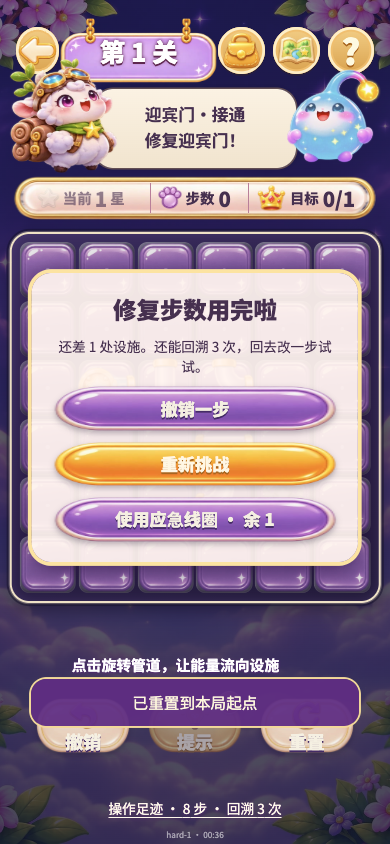 第 1 关
?
迎宾门·接通
修复迎宾门!
当前 1 星 步数 0 目标 0/1
修复步数用完啦
还差 1 处设施。还能回溯 3 次，回去改一步试
试。
撤销一步
重新挑战
使用应急线圈 · 余 1
点击旋转管道，让能量流向设施
已重置到本局起点
撤销 提示 重置
操作足迹 · 8 步 · 回溯 3 次
hard-1 · 00:36